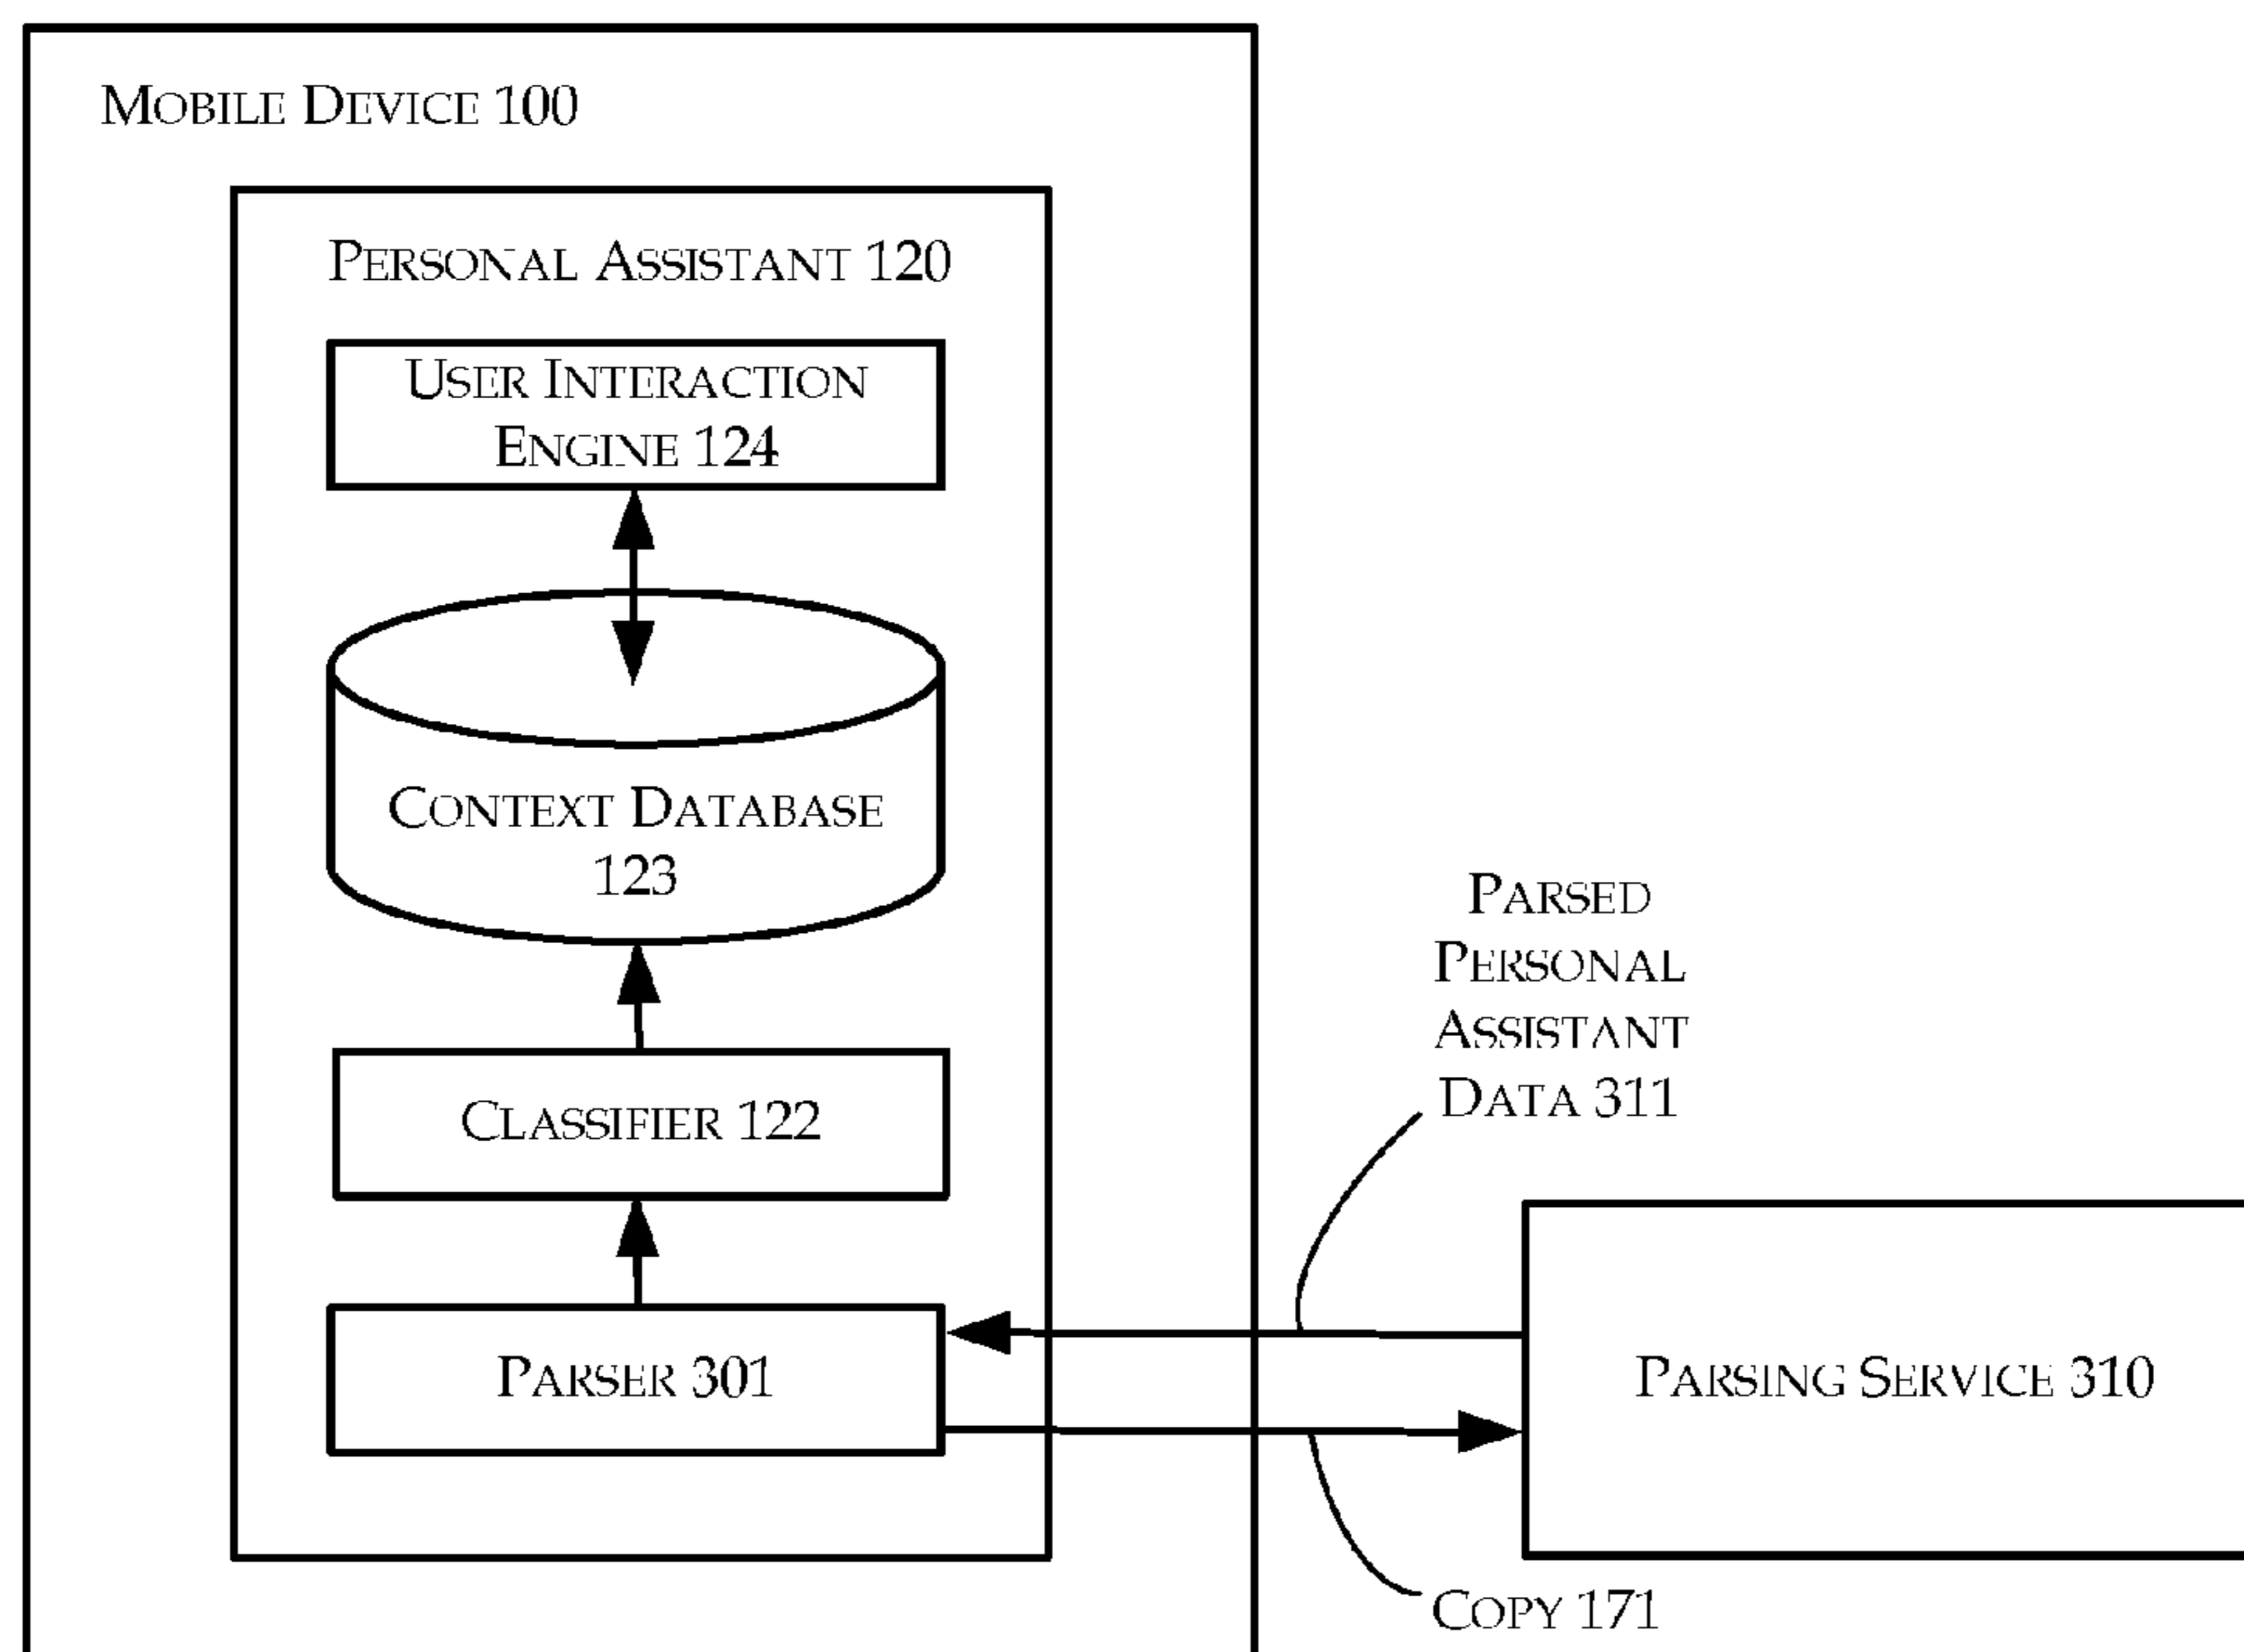 Mobile Device 100
Personal Assistant 120
User Interaction
Engine 124
Context Database
123
Classifier 122
Parser 301
Parsed
Personal
Assistant
Data 311
Parsing Service 310
Copy 171